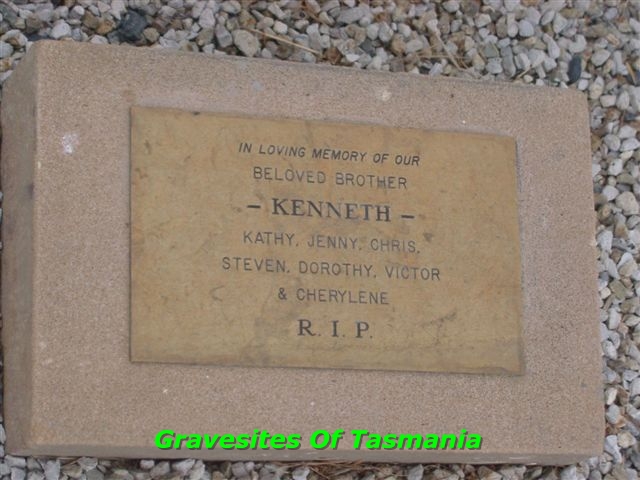 IN LOVING MEMORY OF OUR
BELOVED BROTHER
- KENNETH -
KATHY, JENNY, CHRIS,
STEVEN, DOROTHY, VICTOR
& CHERYLENE
R. I. P.
Gravesites Of Tasmania